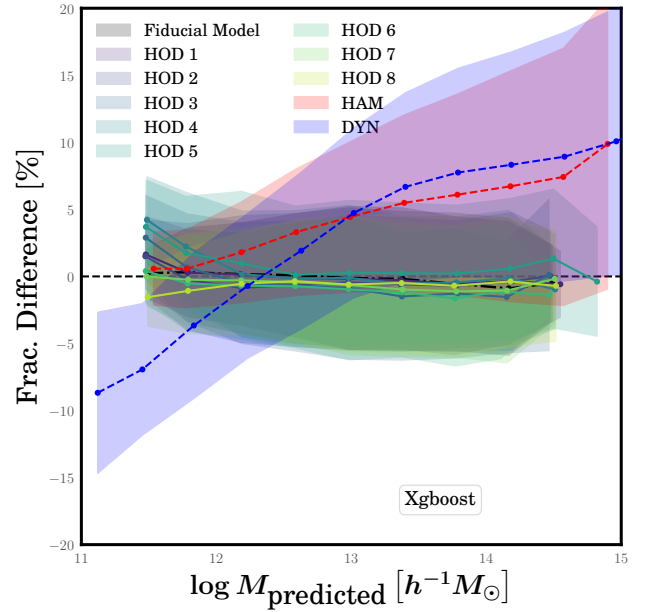 20
15
10
5
0
−5
−10
−15
−20
Frac. Difference [%]
Fiducial Model
HOD 1
HOD 2
HOD 3
HOD 4
HOD 5
HOD 6
HOD 7
HOD 8
HAM
DYN
Xgboost
11 12 13 14 15
log M_predicted [h⁻¹M_⊙]